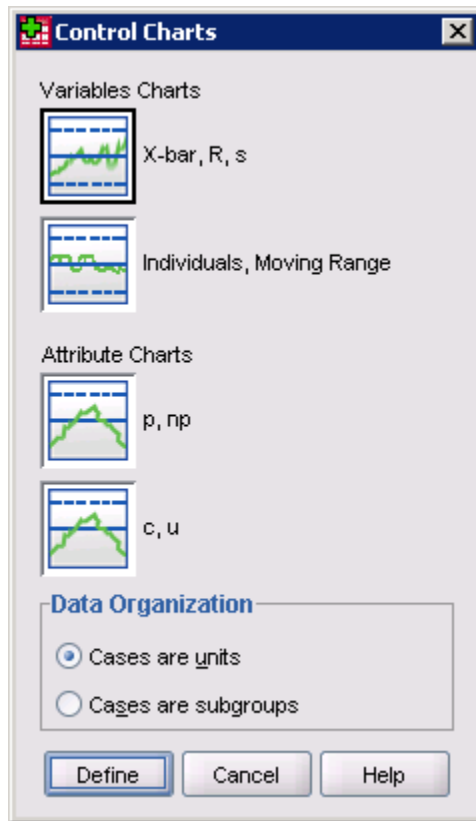 Control Charts
Variables Charts
X-bar, R, s
Individuals, Moving Range
Attribute Charts
p, np
c, u
Data Organization
Cases are units
Cases are subgroups
Define
Cancel
Help